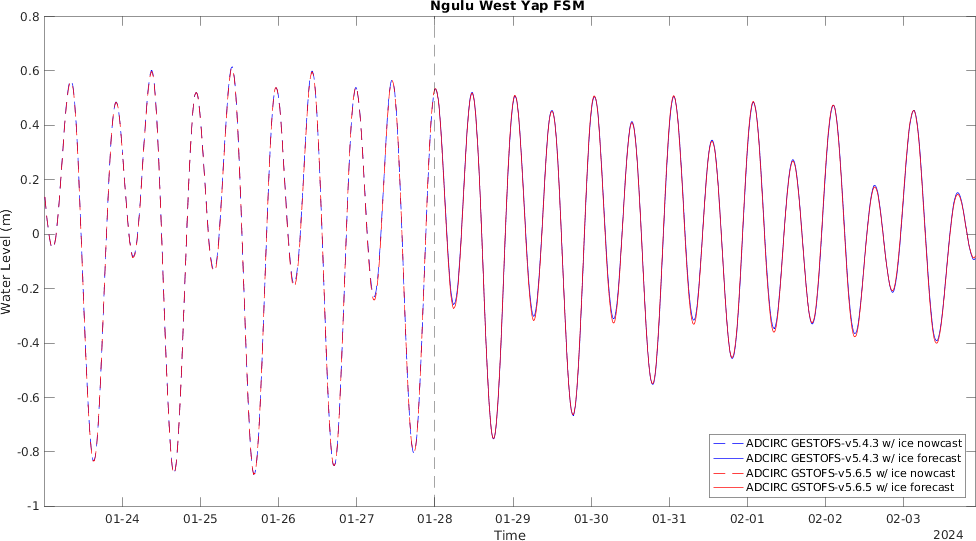 Ngulu West Yap FSM
0.8
0.6
0.4
0.2
0
-0.2
-0.4
-0.6
-0.8
-1
Water Level (m)
ADCIRC GESTOFS-v5.4.3 w/ ice nowcast
ADCIRC GESTOFS-v5.4.3 w/ ice forecast
ADCIRC GSTOFS-v5.6.5 w/ ice nowcast
ADCIRC GSTOFS-v5.6.5 w/ ice forecast
01-24 01-25 01-26 01-27 01-28 01-29 01-30 01-31 02-01 02-02 02-03
Time
2024